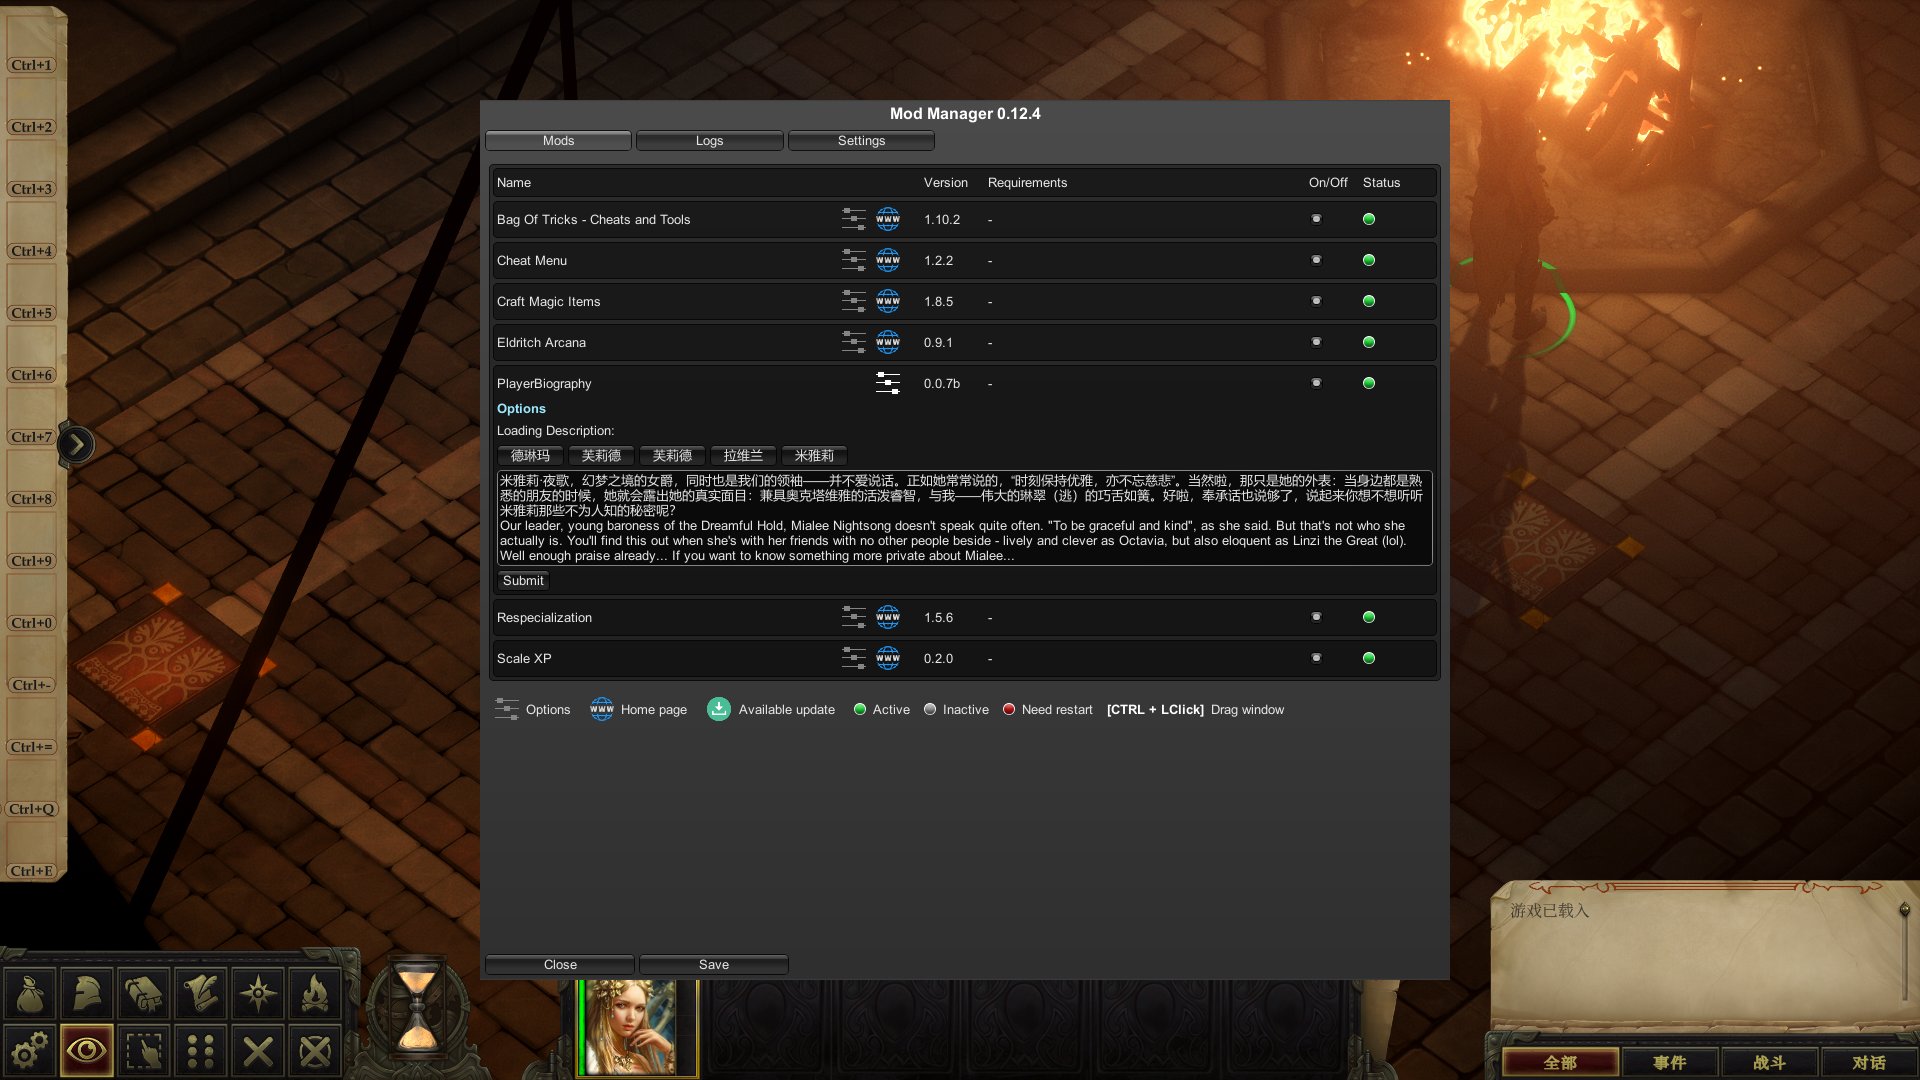 Mod Manager 0.12.4
Mods Logs Settings
Name Version Requirements On/Off Status
Bag Of Tricks - Cheats and Tools WWW 1.10.2 -
Cheat Menu WWW 1.2.2 -
Craft Magic Items WWW 1.8.5 -
Eldritch Arcana WWW 0.9.1 -
PlayerBiography 0.0.7b -
Options
Loading Description:
德琳玛 芙莉德 芙莉德 拉维兰 米雅莉
米雅莉·夜歌，幻梦之境的女爵，同时也是我们的领袖——并不爱说话。正如她常常说的，“时刻保持优雅，亦不忘慈悲”。当然啦，那只是她的外表：当身边都是熟
悉的朋友的时候，她就会露出她的真实面目：兼具奥克塔维雅的活泼睿智，与我——伟大的琳翠（逃）的巧舌如簧。好啦，奉承话也说够了，说起来你想不想听听
米雅莉那些不为人知的秘密呢？
Our leader, young baroness of the Dreamful Hold, Mialee Nightsong doesn't speak quite often. "To be graceful and kind", as she said. But that's not who she
actually is. You'll find this out when she's with her friends with no other people beside - lively and clever as Octavia, but also eloquent as Linzi the Great (lol).
Well enough praise already... If you want to know something more private about Mialee...
Submit
Respecialization WWW 1.5.6 -
Scale XP WWW 0.2.0 -
Options WWW Home page Available update Active Inactive Need restart [CTRL + LClick] Drag window
Close Save
Ctrl+1
Ctrl+2
Ctrl+3
Ctrl+4
Ctrl+5
Ctrl+6
Ctrl+7
Ctrl+8
Ctrl+9
Ctrl+0
Ctrl+-
Ctrl+=
Ctrl+Q
Ctrl+E
游戏已载入
全部 事件 战斗 对话